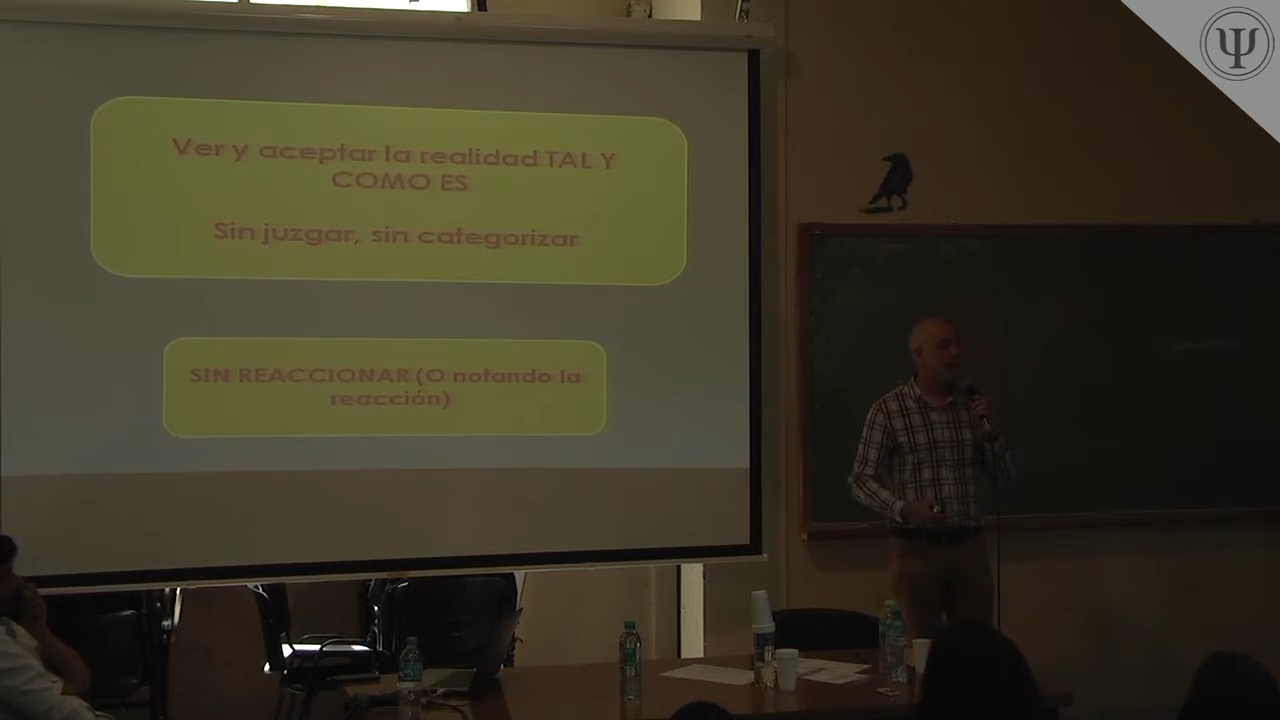 Ver y aceptar la realidad TAL Y
COMO ES
Sin juzgar, sin categorizar
SIN REACCIONAR (O notando la
reacción)
Ψ